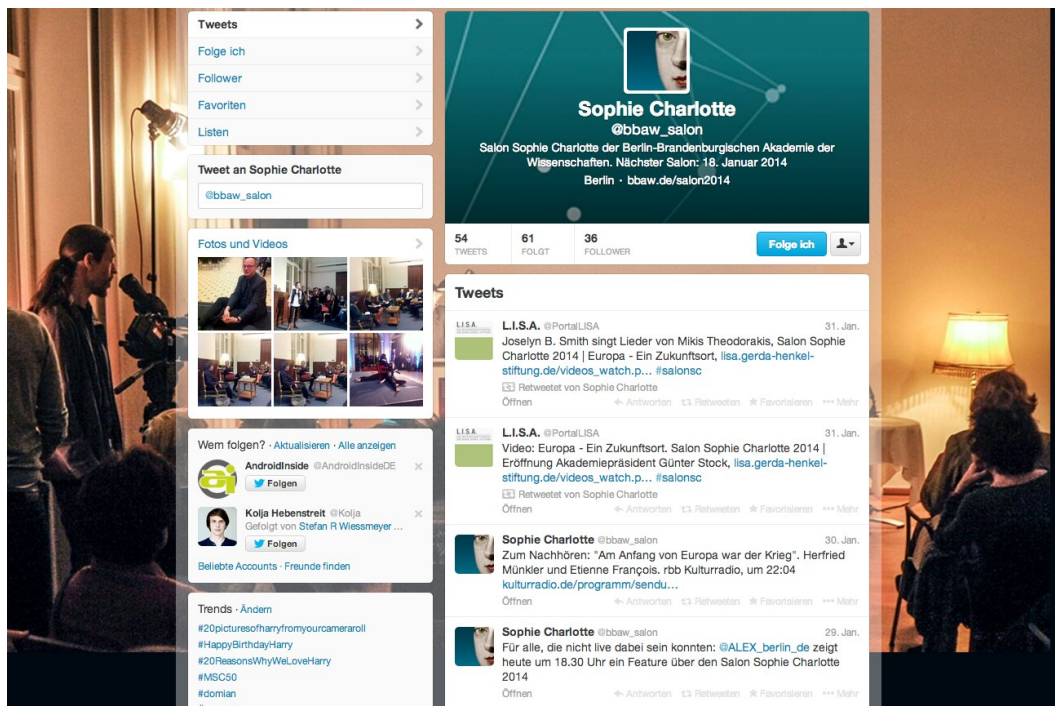 Tweets
Folge ich
Follower
Favoriten
Listen
Tweet an Sophie Charlotte
@bbaw_salon
Fotos und Videos
Wem folgen? · Aktualisieren · Alle anzeigen
AndroidInside @AndroidInsideDE
Folgen
Kolja Hebenstreit @Kolja
Gefolgt von Stefan R Wiessmeyer ...
Folgen
Beliebte Accounts · Freunde finden
Trends · Ändern
#20picturesofharryfromyourcameraroll
#HappyBirthdayHarry
#20ReasonsWhyWeLoveHarry
#MSC50
#domian
Sophie Charlotte
@bbaw_salon
Salon Sophie Charlotte der Berlin-Brandenburgischen Akademie der
Wissenschaften. Nächster Salon: 18. Januar 2014
Berlin · bbaw.de/salon2014
54 61 36
TWEETS FOLGT FOLLOWER
Folge ich
Tweets
L.I.S.A.
L.I.S.A. @PortalLISA 31. Jan.
Joselyn B. Smith singt Lieder von Mikis Theodorakis, Salon Sophie
Charlotte 2014 | Europa - Ein Zukunftsort, lisa.gerda-henkel-
stiftung.de/videos_watch.p... #salonsc
Retweetet von Sophie Charlotte
Öffnen Antworten Retweeten Favorisieren Mehr
L.I.S.A.
L.I.S.A. @PortalLISA 31. Jan.
Video: Europa - Ein Zukunftsort. Salon Sophie Charlotte 2014 |
Eröffnung Akademiepräsident Günter Stock, lisa.gerda-henkel-
stiftung.de/videos_watch.p... #salonsc
Retweetet von Sophie Charlotte
Öffnen Antworten Retweeten Favorisieren Mehr
Sophie Charlotte @bbaw_salon 30. Jan.
Zum Nachhören: "Am Anfang von Europa war der Krieg". Herfried
Münkler und Etienne François. rbb Kulturradio, um 22:04
kulturradio.de/programm/sendu...
Öffnen Antworten Retweeten Favorisieren Mehr
Sophie Charlotte @bbaw_salon 29. Jan.
Für alle, die nicht live dabei sein konnten: @ALEX_berlin_de zeigt
heute um 18.30 Uhr ein Feature über den Salon Sophie Charlotte
2014
Öffnen Antworten Retweeten Favorisieren Mehr